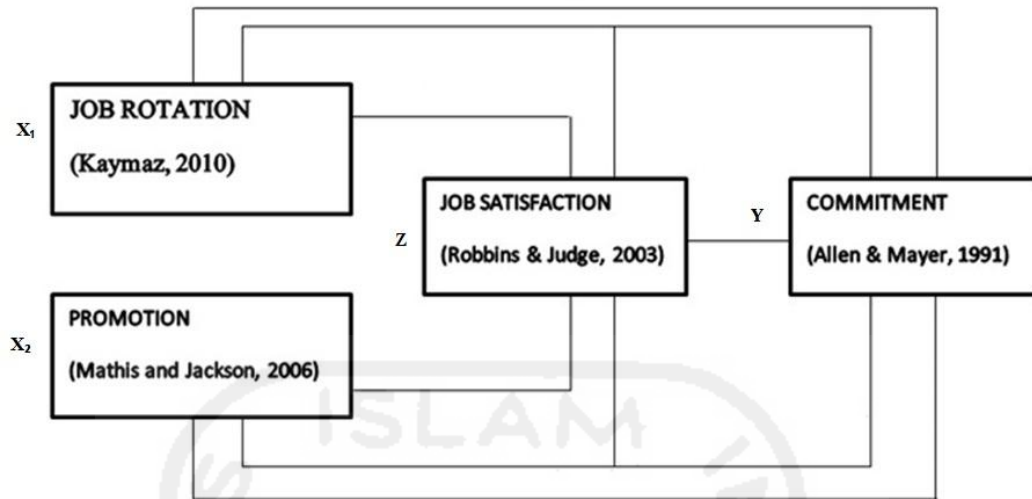 X₁
JOB ROTATION
(Kaymaz, 2010)
Z
JOB SATISFACTION
(Robbins & Judge, 2003)
Y
COMMITMENT
(Allen & Mayer, 1991)
X₂
PROMOTION
(Mathis and Jackson, 2006)
ISLAM